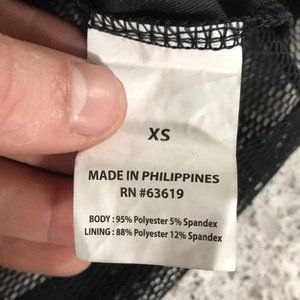 XS
MADE IN PHILIPPINES
RN #63619
BODY : 95% Polyester 5% Spandex
LINING : 88% Polyester 12% Spandex